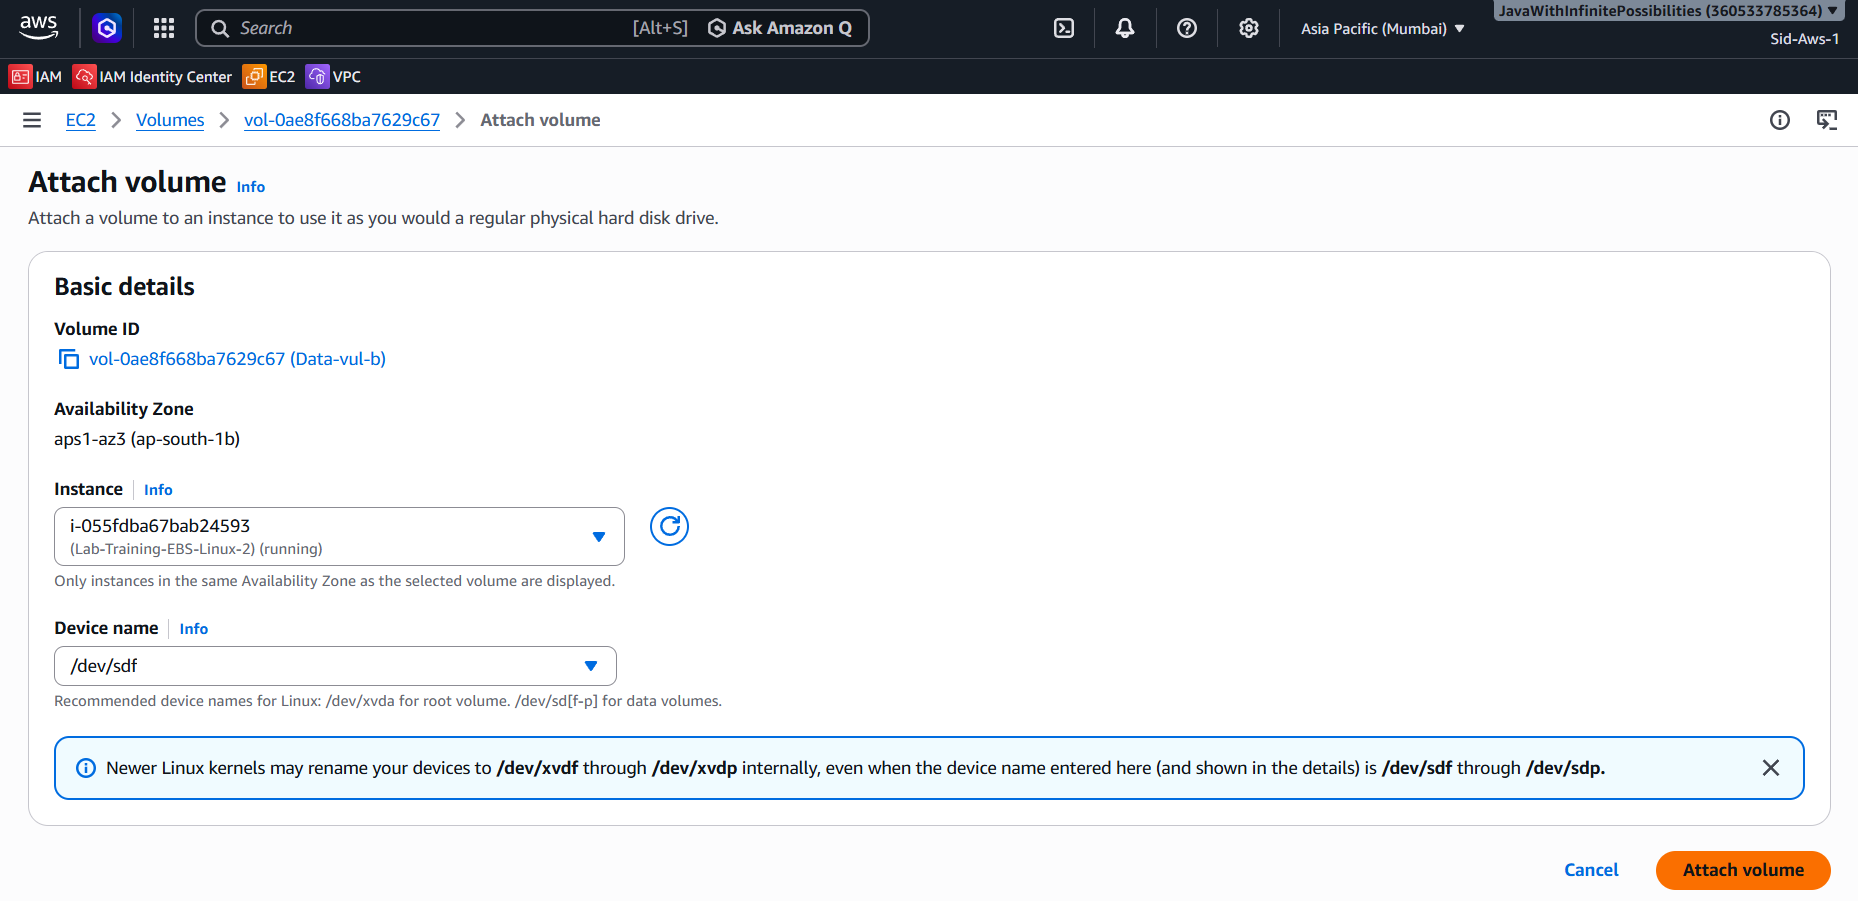 aws
Search
[Alt+S]
Ask Amazon Q
Asia Pacific (Mumbai)
JavaWithInfinitePossibilities (360533785364)
Sid-Aws-1
IAM
IAM Identity Center
EC2
VPC
EC2 > Volumes > vol-0ae8f668ba7629c67 > Attach volume
Attach volume Info
Attach a volume to an instance to use it as you would a regular physical hard disk drive.
Basic details
Volume ID
vol-0ae8f668ba7629c67 (Data-vul-b)
Availability Zone
aps1-az3 (ap-south-1b)
Instance Info
i-055fdba67bab24593
(Lab-Training-EBS-Linux-2) (running)
Only instances in the same Availability Zone as the selected volume are displayed.
Device name Info
/dev/sdf
Recommended device names for Linux: /dev/xvda for root volume. /dev/sd[f-p] for data volumes.
Newer Linux kernels may rename your devices to /dev/xvdf through /dev/xvdp internally, even when the device name entered here (and shown in the details) is /dev/sdf through /dev/sdp.
Cancel
Attach volume